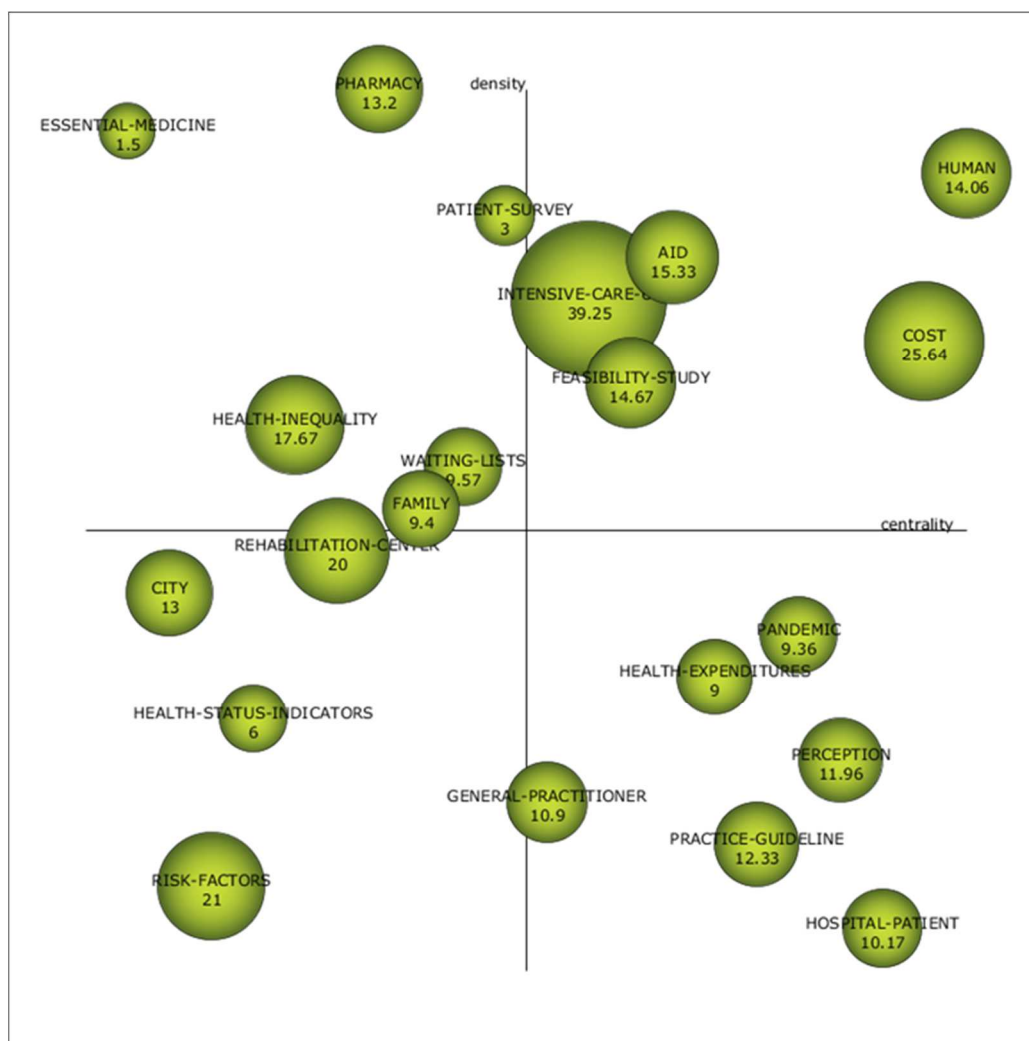 density
PHARMACY
13.2
ESSENTIAL-MEDICINE
1.5
HUMAN
14.06
PATIENT-SURVEY
3
AID
15.33
INTENSIVE-CARE-
39.25
COST
25.64
FEASIBILITY-STUDY
14.67
HEALTH-INEQUALITY
17.67
WAITING-LISTS
9.57
FAMILY
9.4
centrality
REHABILITATION-CENTER
20
CITY
13
PANDEMIC
9.36
HEALTH-EXPENDITURES
9
HEALTH-STATUS-INDICATORS
6
PERCEPTION
11.96
GENERAL-PRACTITIONER
10.9
PRACTICE-GUIDELINE
12.33
RISK-FACTORS
21
HOSPITAL-PATIENT
10.17